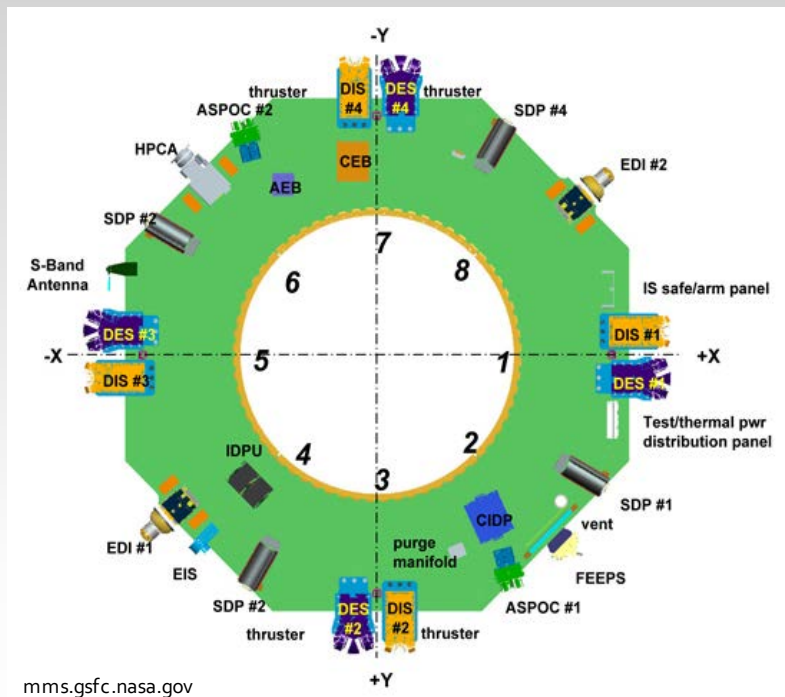 -Y
thruster
DIS
#4
DES
#4
thruster
ASPOC #2
SDP #4
HPCA
CEB
EDI #2
AEB
SDP #2
7
6
8
S-Band
Antenna
IS safe/arm panel
DES #3
DIS #1
-X
5
1
+X
DIS #3
DES #1
Test/thermal pwr
distribution panel
4
2
IDPU
3
SDP #1
CIDP
vent
EDI #1
purge
manifold
EIS
FEEPS
SDP #2
ASPOC #1
DES
#2
DIS
#2
thruster
thruster
+Y
mms.gsfc.nasa.gov